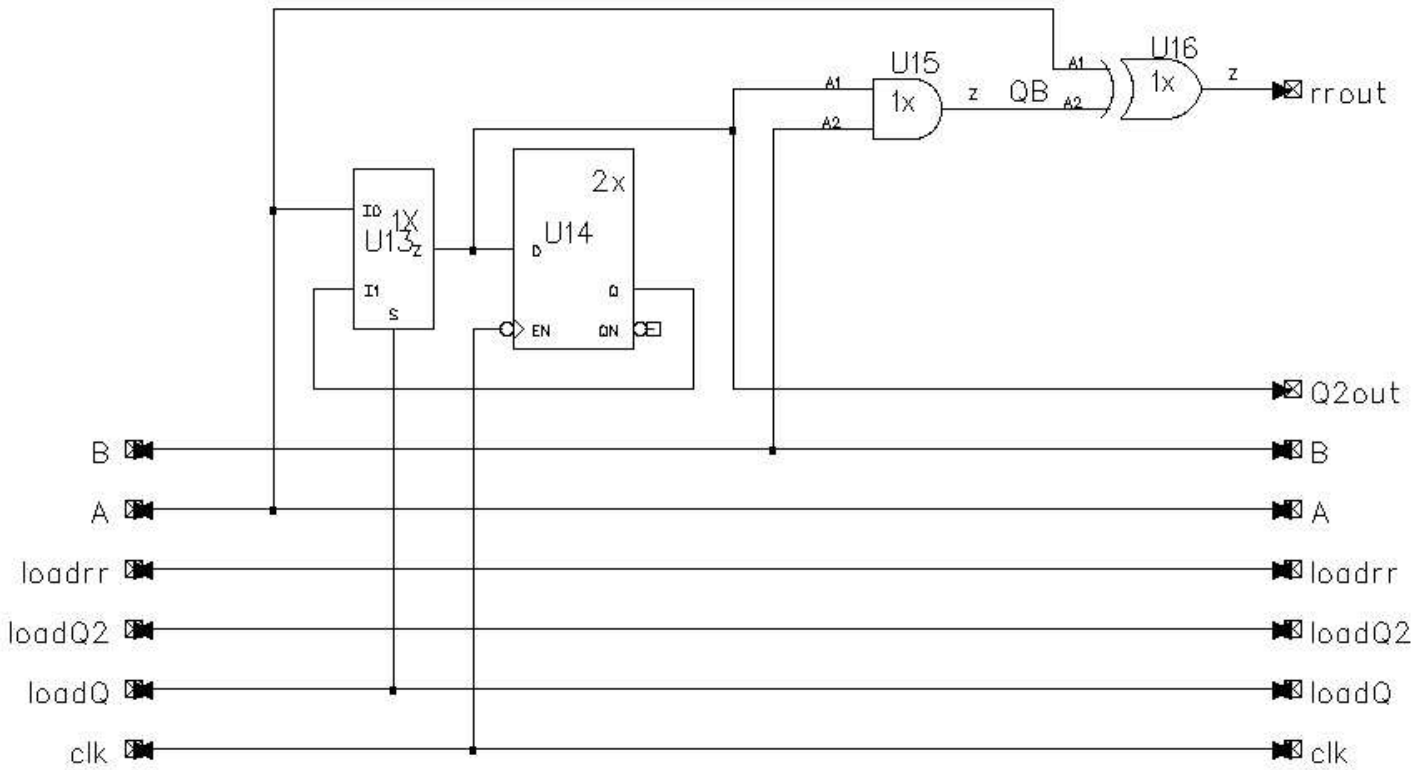 U16
U15
A1
1x
Z
rrout
A1
1x
Z
QB
A2
A2
2x
I0
1X
U13
Z
U14
D
I1
Q
S
EN
QN
Q2out
B
B
A
A
loadrr
loadrr
loadQ2
loadQ2
loadQ
loadQ
clk
clk